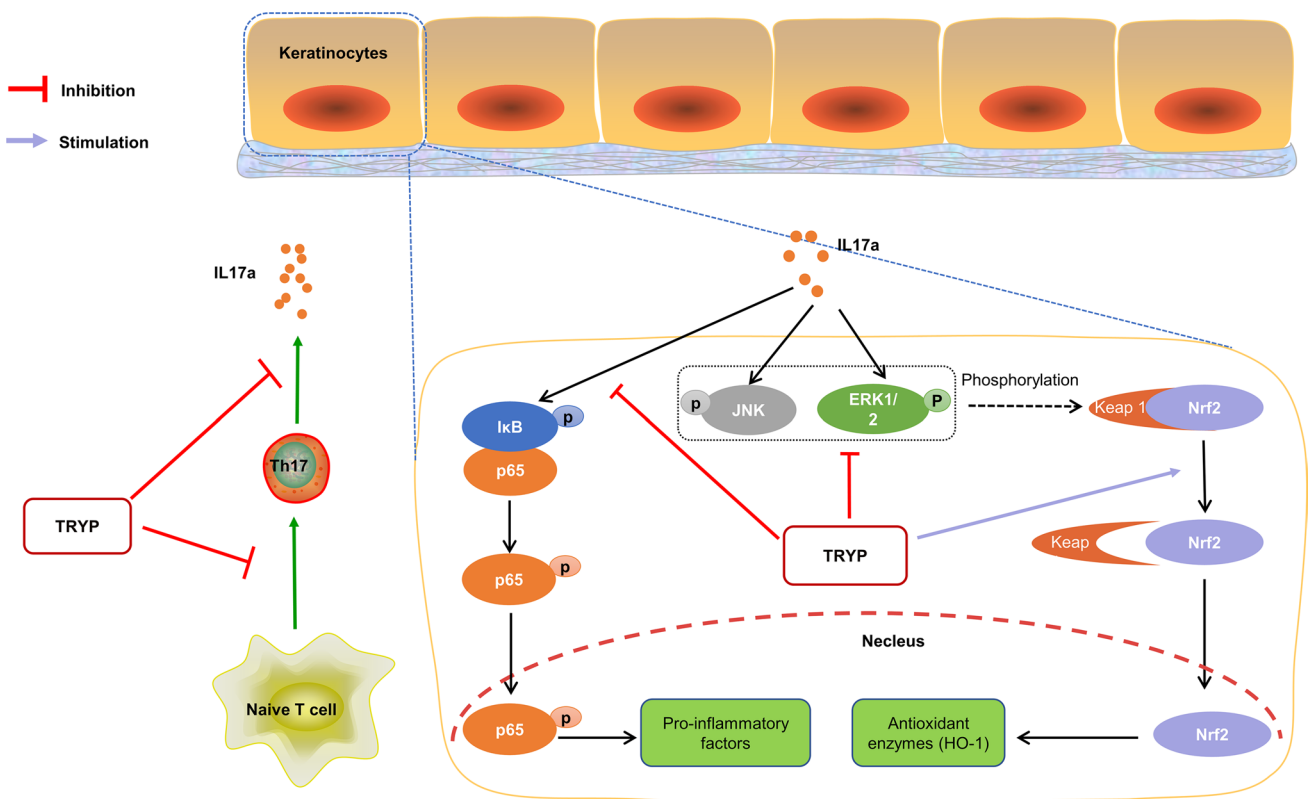 Keratinocytes
Inhibition
Stimulation
IL17a
IL17a
Phosphorylation
p
JNK
ERK1/
2
P
Keap 1
Nrf2
IκB
p
p65
Th17
TRYP
TRYP
Keap
Nrf2
p65
p
Necleus
Naive T cell
p65
p
Pro-inflammatory
factors
Antioxidant
enzymes (HO-1)
Nrf2